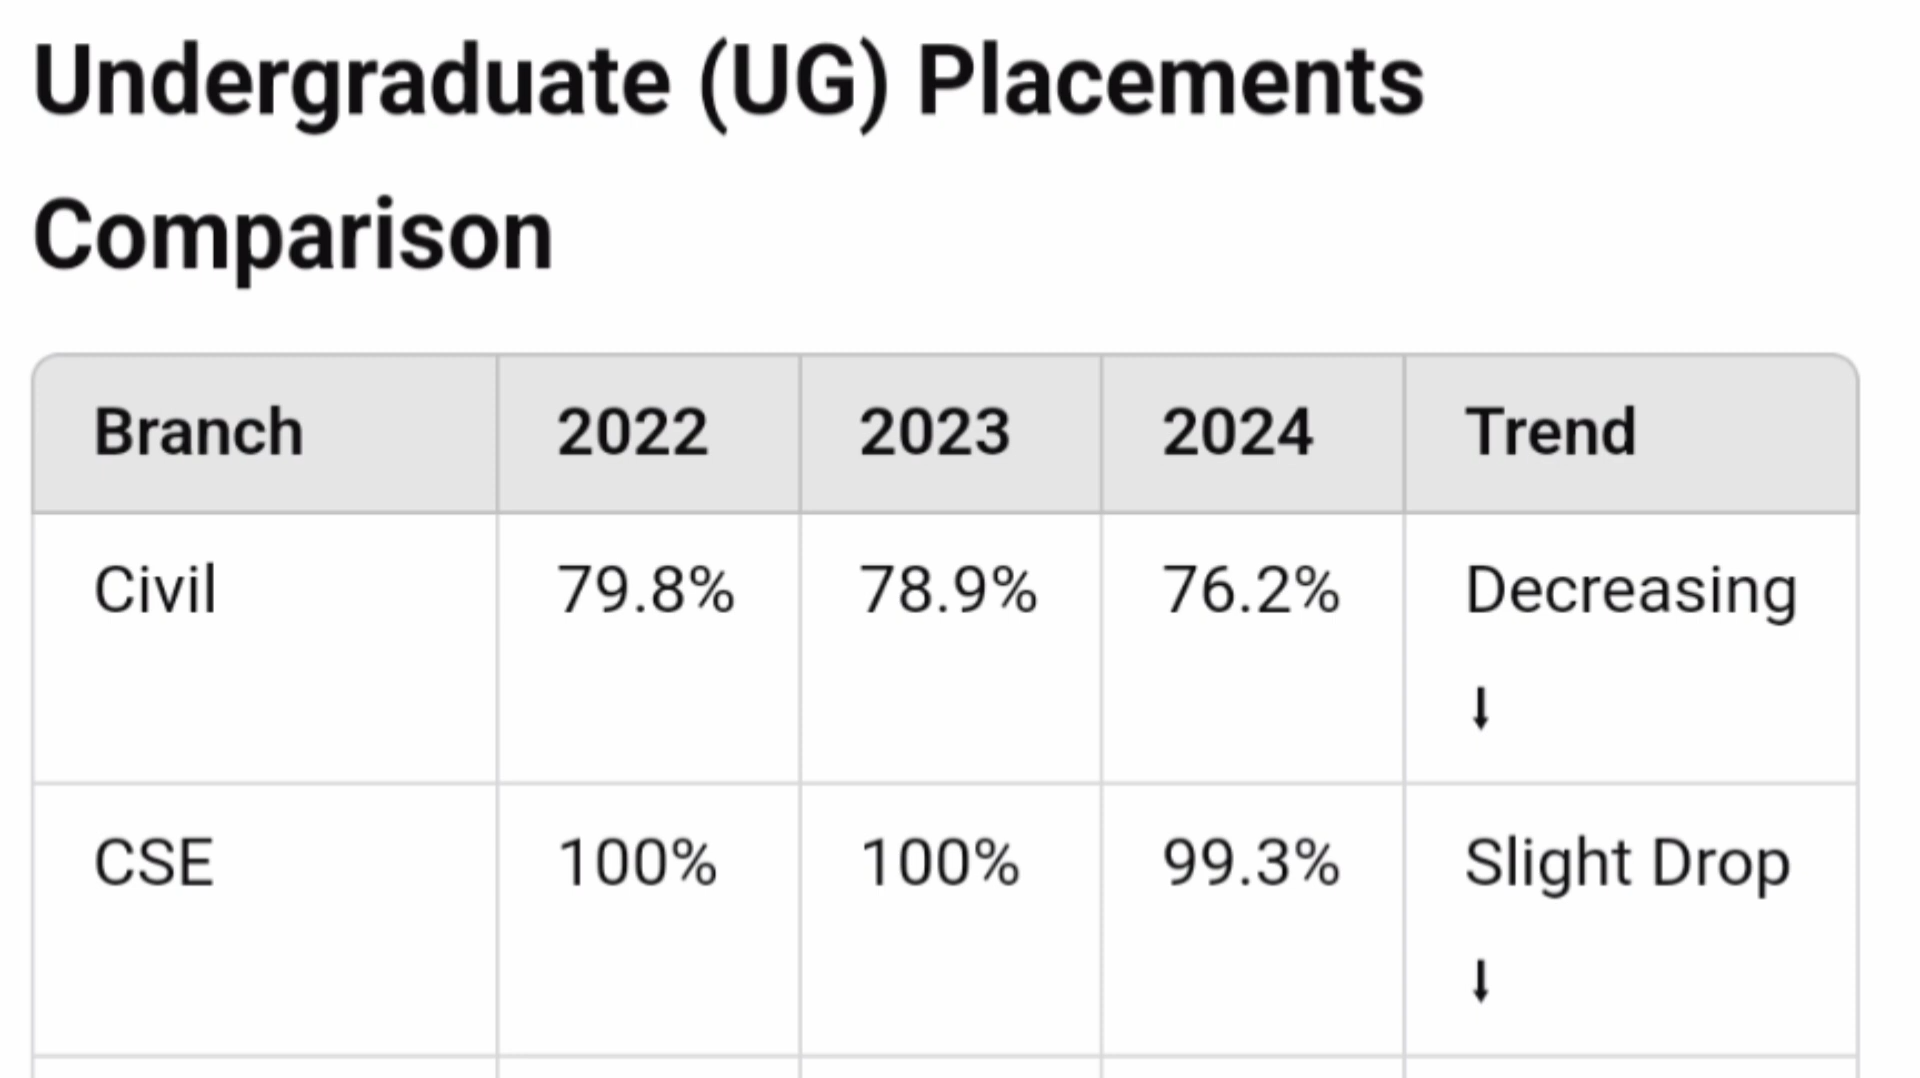 Undergraduate (UG) Placements
Comparison
Branch 2022 2023 2024 Trend
Civil 79.8% 78.9% 76.2% Decreasing
↓
CSE 100% 100% 99.3% Slight Drop
↓